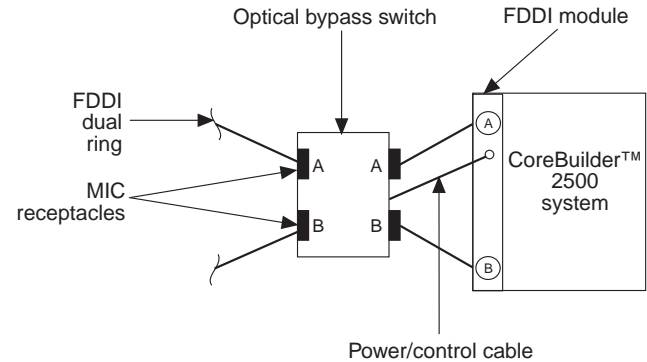 Optical bypass switch
FDDI module
FDDI
dual
ring
MIC
receptacles
A
A
B
B
A
B
CoreBuilder™
2500
system
Power/control cable